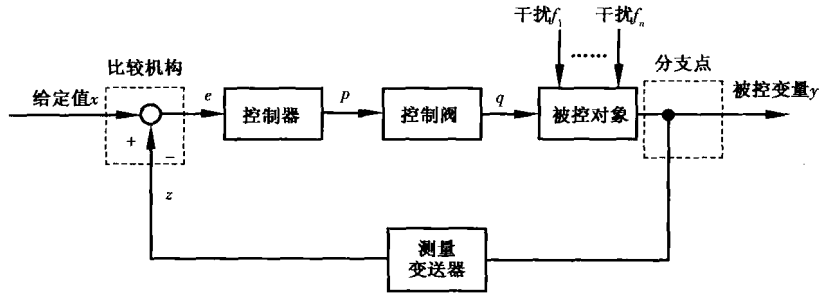 干扰f₁ 干扰fₙ
……
比较机构
分支点
给定值x
e
控制器
p
控制阀
q
被控对象
被控变量y
+
−
z
测量
变送器